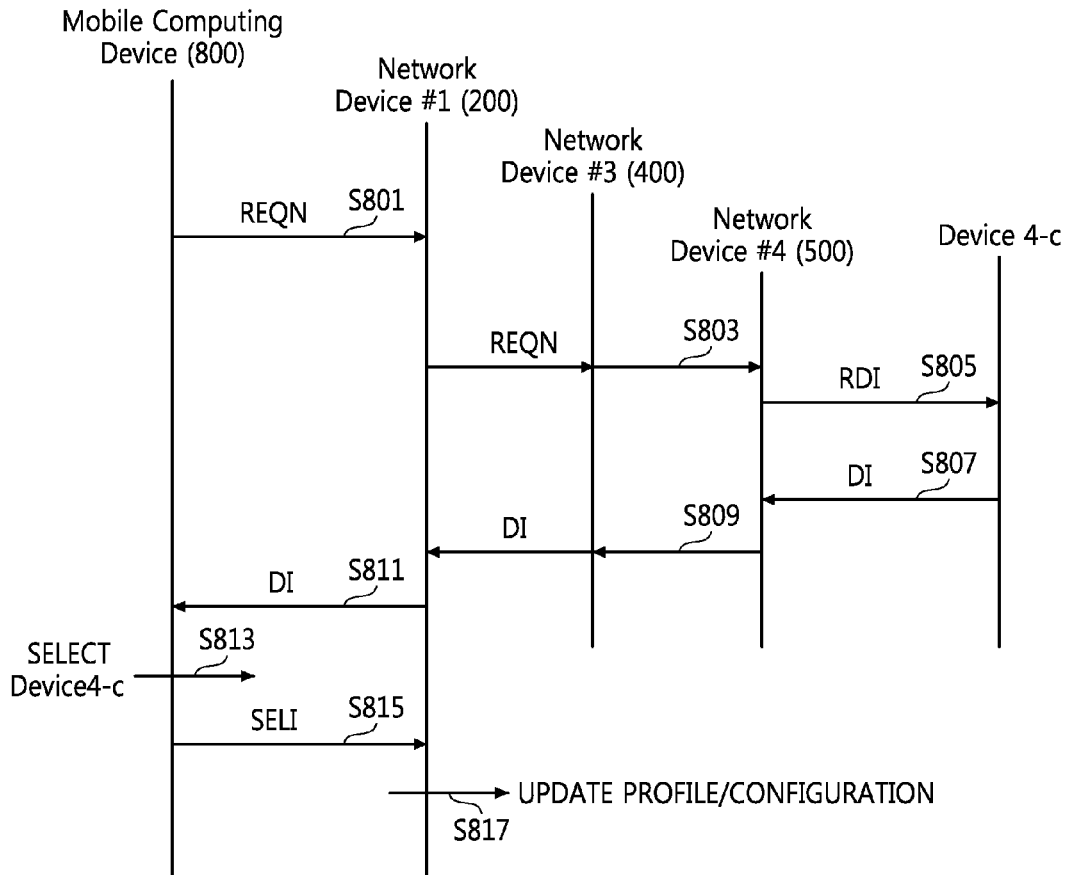 Mobile Computing
Device (800)
Network
Device #1 (200)
Network
Device #3 (400)
Network
Device #4 (500)
Device 4-c
REQN
S801
REQN
S803
RDI
S805
DI
S807
DI
S809
DI
S811
SELECT
Device4-c
S813
SELI
S815
UPDATE PROFILE/CONFIGURATION
S817